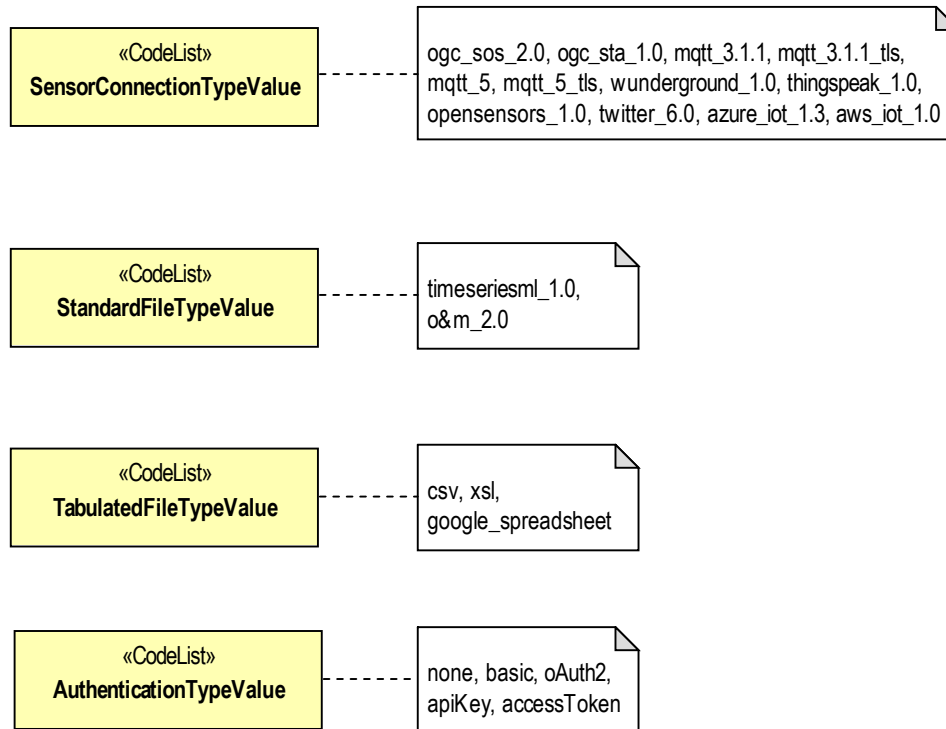 «CodeList»
SensorConnectionTypeValue
ogc_sos_2.0, ogc_sta_1.0, mqtt_3.1.1, mqtt_3.1.1_tls,
mqtt_5, mqtt_5_tls, wunderground_1.0, thingspeak_1.0,
opensensors_1.0, twitter_6.0, azure_iot_1.3, aws_iot_1.0
«CodeList»
StandardFileTypeValue
timeseriesml_1.0,
o&m_2.0
«CodeList»
TabulatedFileTypeValue
csv, xsl,
google_spreadsheet
«CodeList»
AuthenticationTypeValue
none, basic, oAuth2,
apiKey, accessToken